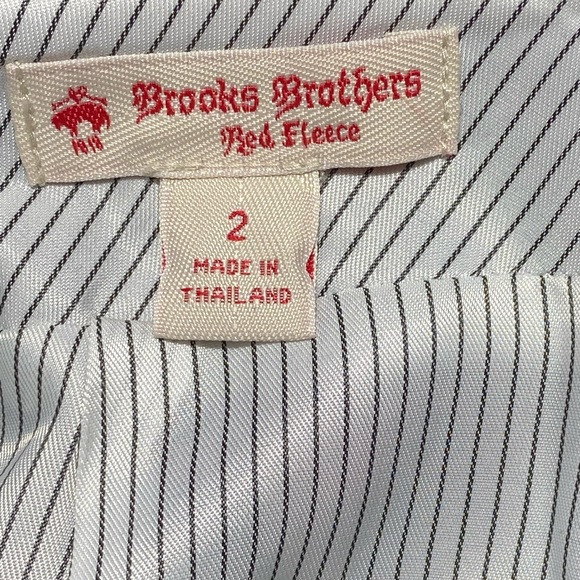 Brooks Brothers
Red Fleece
1818
2
MADE IN
THAILAND